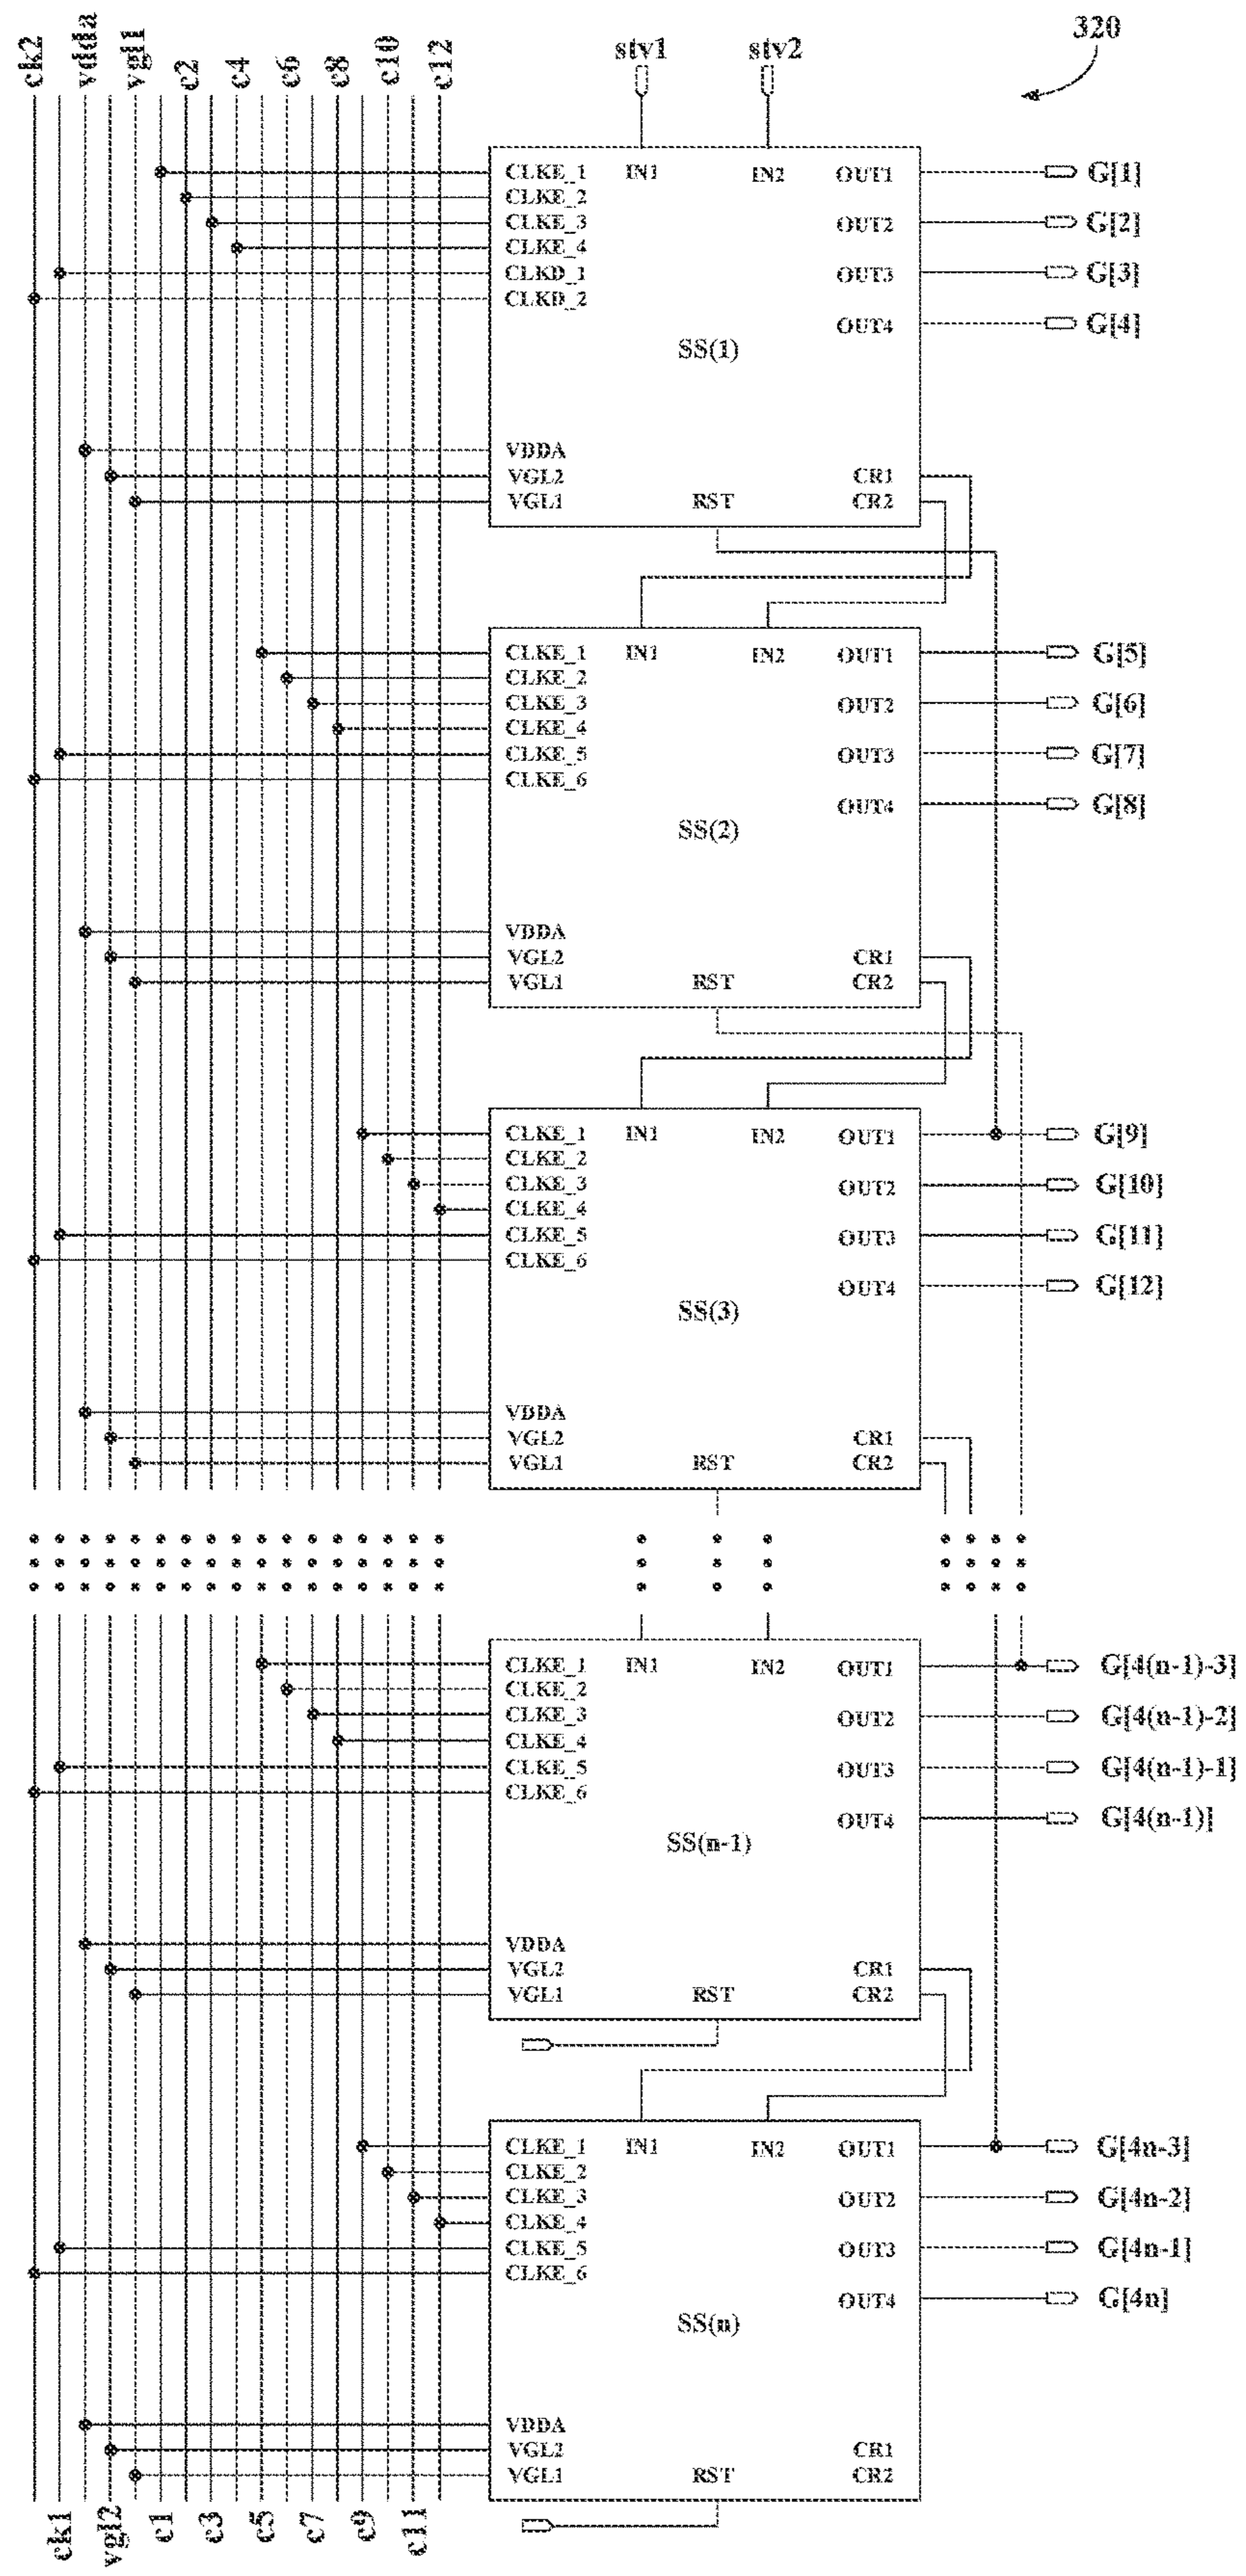 320
ck2 vdda vgl1 c2 c4 c6 c8 c10 c12
stv1 stv2
CLKE_1 IN1 IN2 OUT1 G[1]
CLKE_2
CLKE_3 OUT2 G[2]
CLKE_4
CLKD_1 OUT3 G[3]
CLKD_2
OUT4 G[4]
SS(1)
VDDA
VGL2 CR1
VGL1 RST CR2
CLKE_1 IN1 IN2 OUT1 G[5]
CLKE_2
CLKE_3 OUT2 G[6]
CLKE_4
CLKE_5 OUT3 G[7]
CLKE_6
OUT4 G[8]
SS(2)
VDDA
VGL2 CR1
VGL1 RST CR2
CLKE_1 IN1 IN2 OUT1 G[9]
CLKE_2
CLKE_3 OUT2 G[10]
CLKE_4
CLKE_5 OUT3 G[11]
CLKE_6
OUT4 G[12]
SS(3)
VDDA
VGL2 CR1
VGL1 RST CR2
CLKE_1 IN1 IN2 OUT1 G[4(n-1)-3]
CLKE_2
CLKE_3 OUT2 G[4(n-1)-2]
CLKE_4
CLKE_5 OUT3 G[4(n-1)-1]
CLKE_6
OUT4 G[4(n-1)]
SS(n-1)
VDDA
VGL2 CR1
VGL1 RST CR2
CLKE_1 IN1 IN2 OUT1 G[4n-3]
CLKE_2
CLKE_3 OUT2 G[4n-2]
CLKE_4
CLKE_5 OUT3 G[4n-1]
CLKE_6
OUT4 G[4n]
SS(n)
VDDA
VGL2 CR1
VGL1 RST CR2
ck1 vgl2 c1 c3 c5 c7 c9 c11